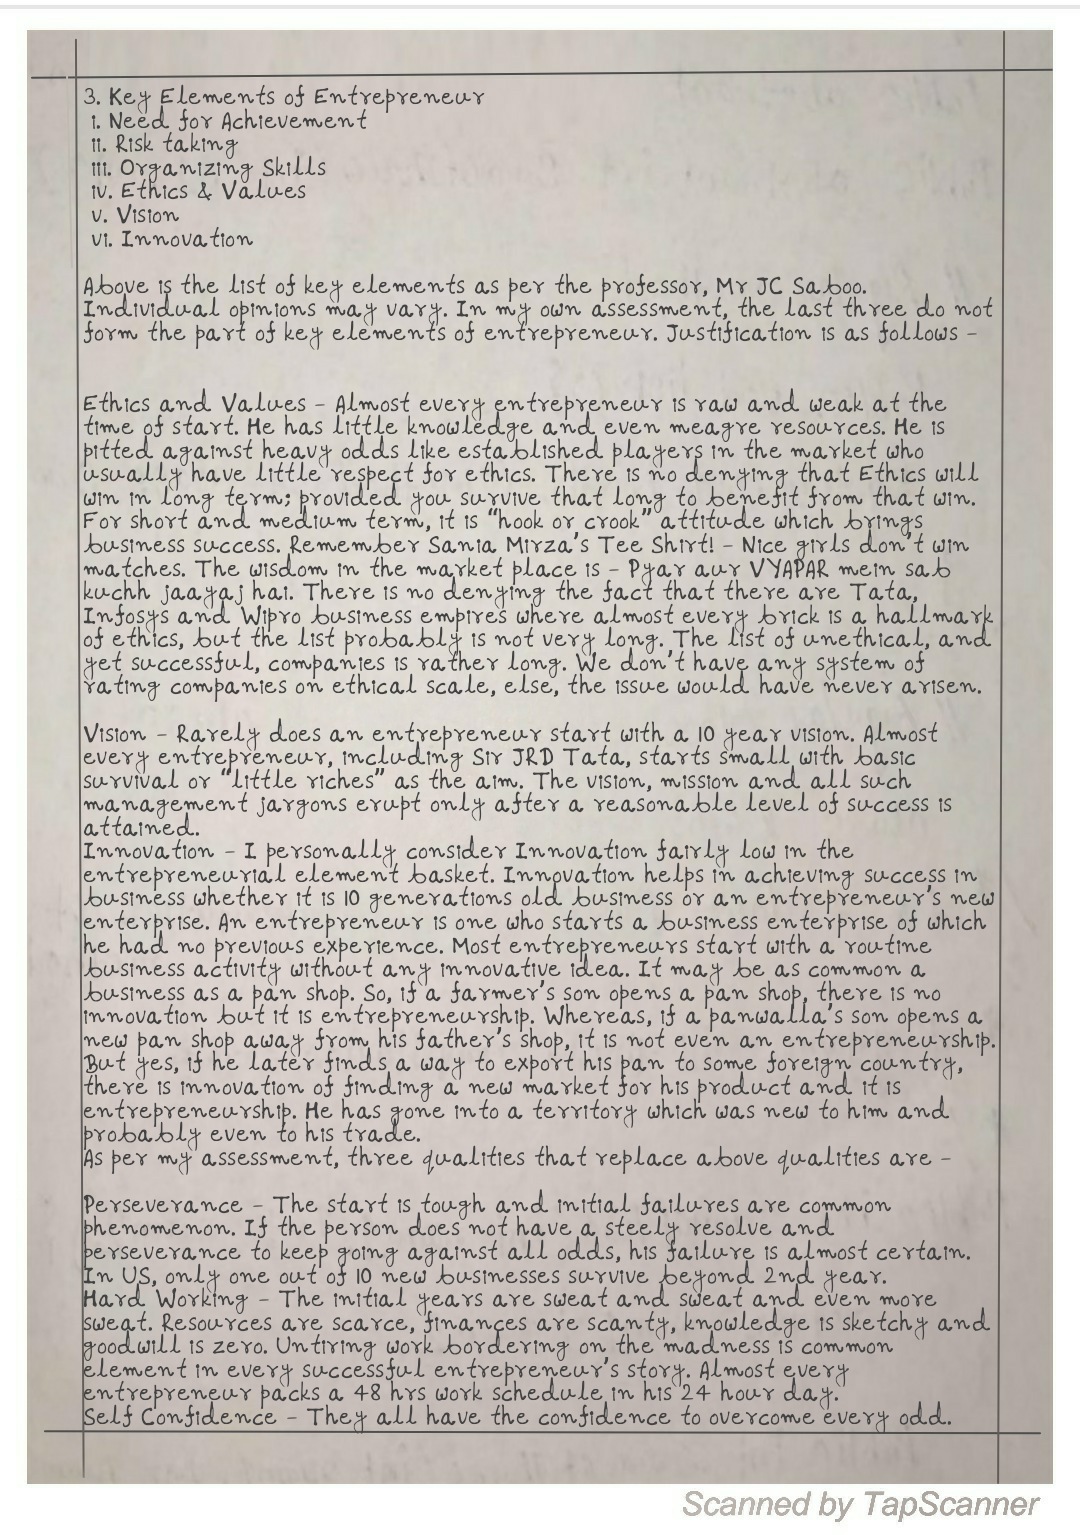 3. Key Elements of Entrepreneur
i. Need for Achievement
ii. Risk taking
iii. Organizing Skills
iv. Ethics & Values
v. Vision
vi. Innovation
Above is the list of key elements as per the professor, Mr JC Saboo.
Individual opinions may vary. In my own assessment, the last three do not
form the part of key elements of entrepreneur. Justification is as follows -
Ethics and Values - Almost every entrepreneur is raw and weak at the
time of start. He has little knowledge and even meagre resources. He is
pitted against heavy odds like established players in the market who
usually have little respect for ethics. There is no denying that Ethics will
win in long term; provided you survive that long to benefit from that win.
For short and medium term, it is "hook or crook" attitude which brings
business success. Remember Sania Mirza's Tee Shirt! - Nice girls don't win
matches. The wisdom in the market place is - Pyar aur VYAPAR mein sab
kuchh jaayaj hai. There is no denying the fact that there are Tata,
Infosys and Wipro business empires where almost every brick is a hallmark
of ethics, but the list probably is not very long. The list of unethical, and
yet successful, companies is rather long. We don't have any system of
rating companies on ethical scale, else, the issue would have never arisen.
Vision - Rarely does an entrepreneur start with a 10 year vision. Almost
every entrepreneur, including Sir JRD Tata, starts small with basic
survival or "little riches" as the aim. The vision, mission and all such
management jargons erupt only after a reasonable level of success is
attained.
Innovation - I personally consider Innovation fairly low in the
entrepreneurial element basket. Innovation helps in achieving success in
business whether it is 10 generations old business or an entrepreneur's new
enterprise. An entrepreneur is one who starts a business enterprise of which
he had no previous experience. Most entrepreneurs start with a routine
business activity without any innovative idea. It may be as common a
business as a pan shop. So, if a farmer's son opens a pan shop, there is no
innovation but it is entrepreneurship. Whereas, if a panwalla's son opens a
new pan shop away from his father's shop, it is not even an entrepreneurship.
But yes, if he later finds a way to export his pan to some foreign country,
there is innovation of finding a new market for his product and it is
entrepreneurship. He has gone into a territory which was new to him and
probably even to his trade.
As per my assessment, three qualities that replace above qualities are -
Perseverance - The start is tough and initial failures are common
phenomenon. If the person does not have a steely resolve and
perseverance to keep going against all odds, his failure is almost certain.
In US, only one out of 10 new businesses survive beyond 2nd year.
Hard Working - The initial years are sweat and sweat and even more
sweat. Resources are scarce, finances are scanty, knowledge is sketchy and
goodwill is zero. Untiring work bordering on the madness is common
element in every successful entrepreneur's story. Almost every
entrepreneur packs a 48 hrs work schedule in his 24 hour day.
Self Confidence - They all have the confidence to overcome every odd.
Scanned by TapScanner